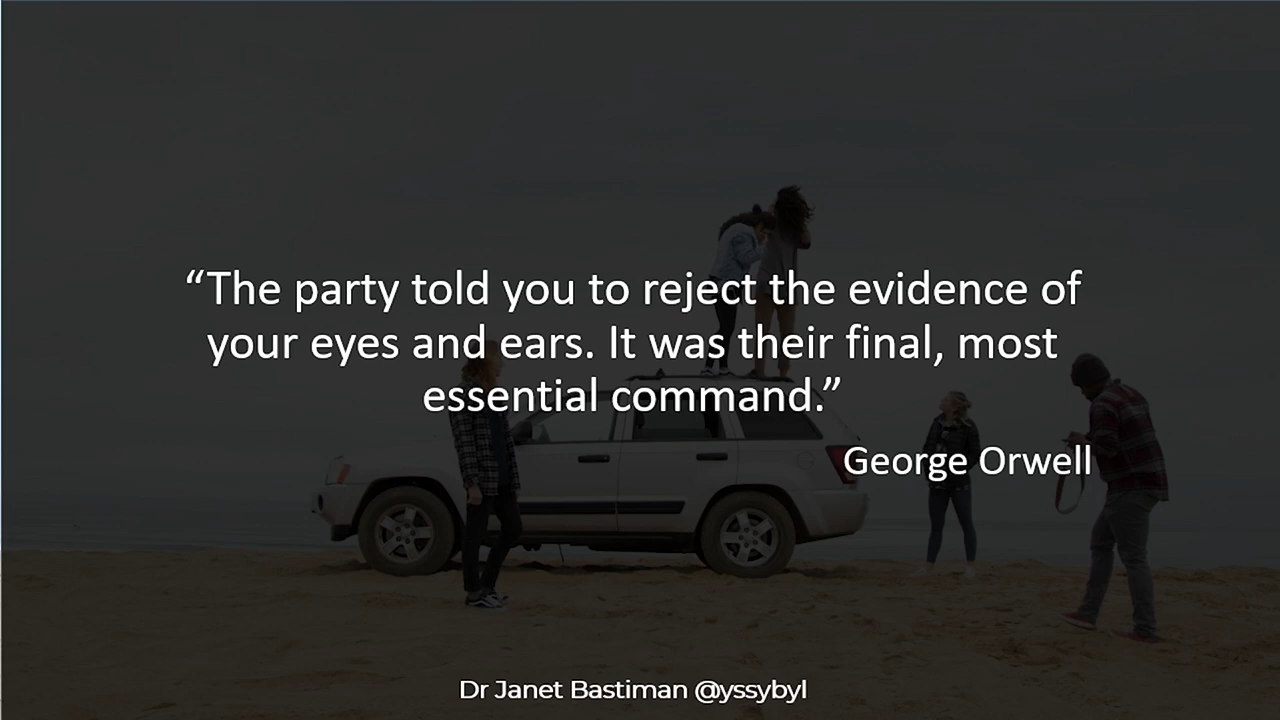 “The party told you to reject the evidence of
your eyes and ears. It was their final, most
essential command.”
George Orwell
Dr Janet Bastiman @yssybyl